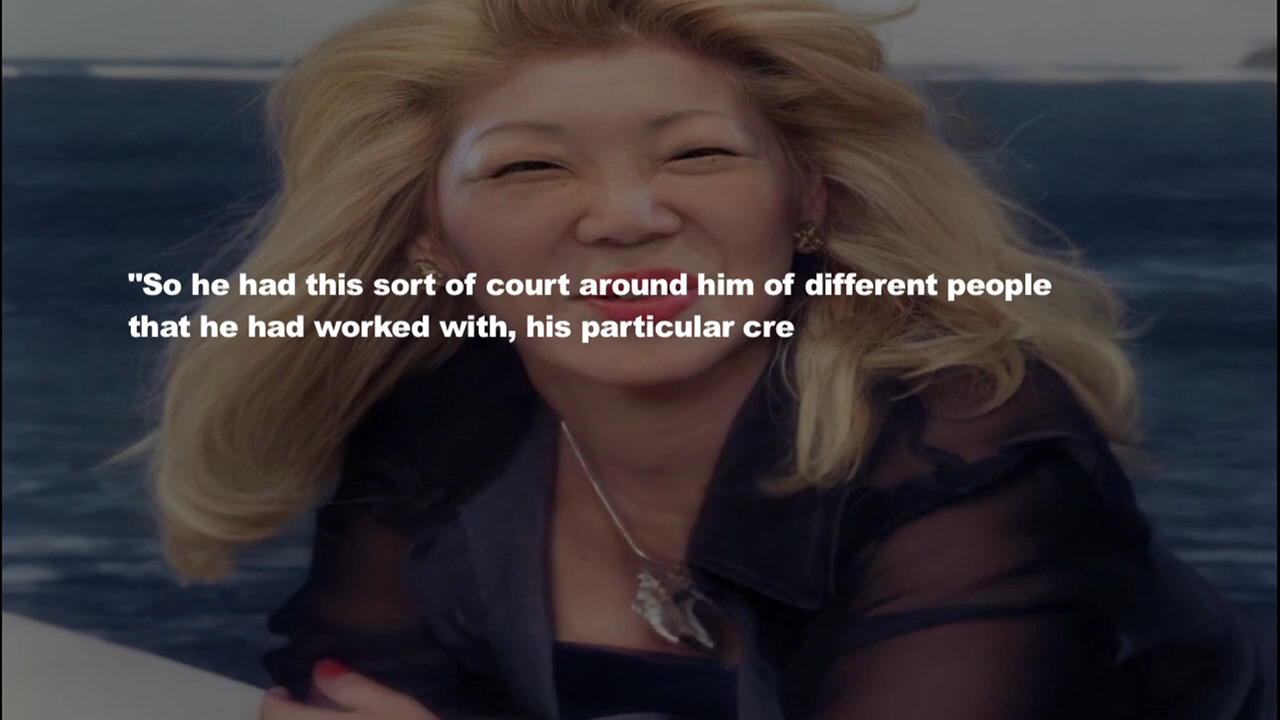 "So he had this sort of court around him of different people
that he had worked with, his particular cre